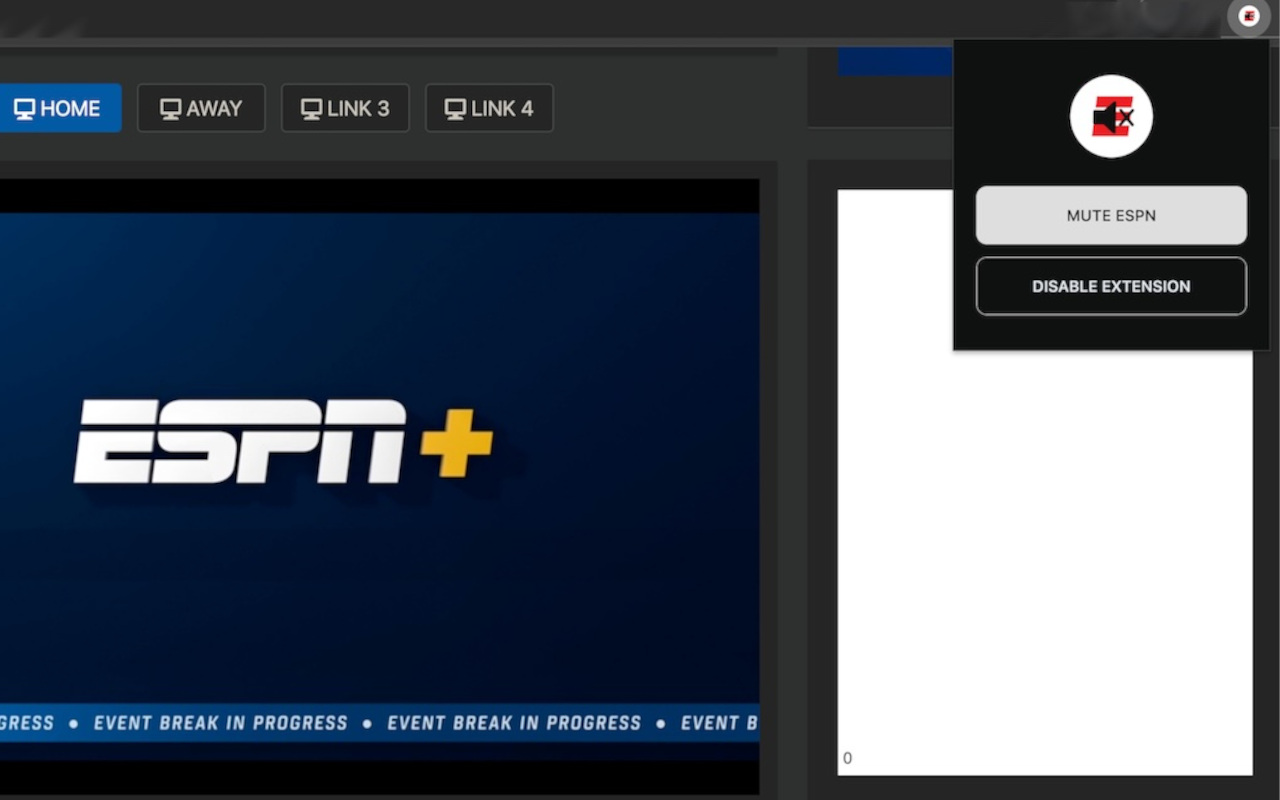 HOME
AWAY
LINK 3
LINK 4
MUTE ESPN
DISABLE EXTENSION
ESPN+
GRESS • EVENT BREAK IN PROGRESS • EVENT BREAK IN PROGRESS • EVENT B
0